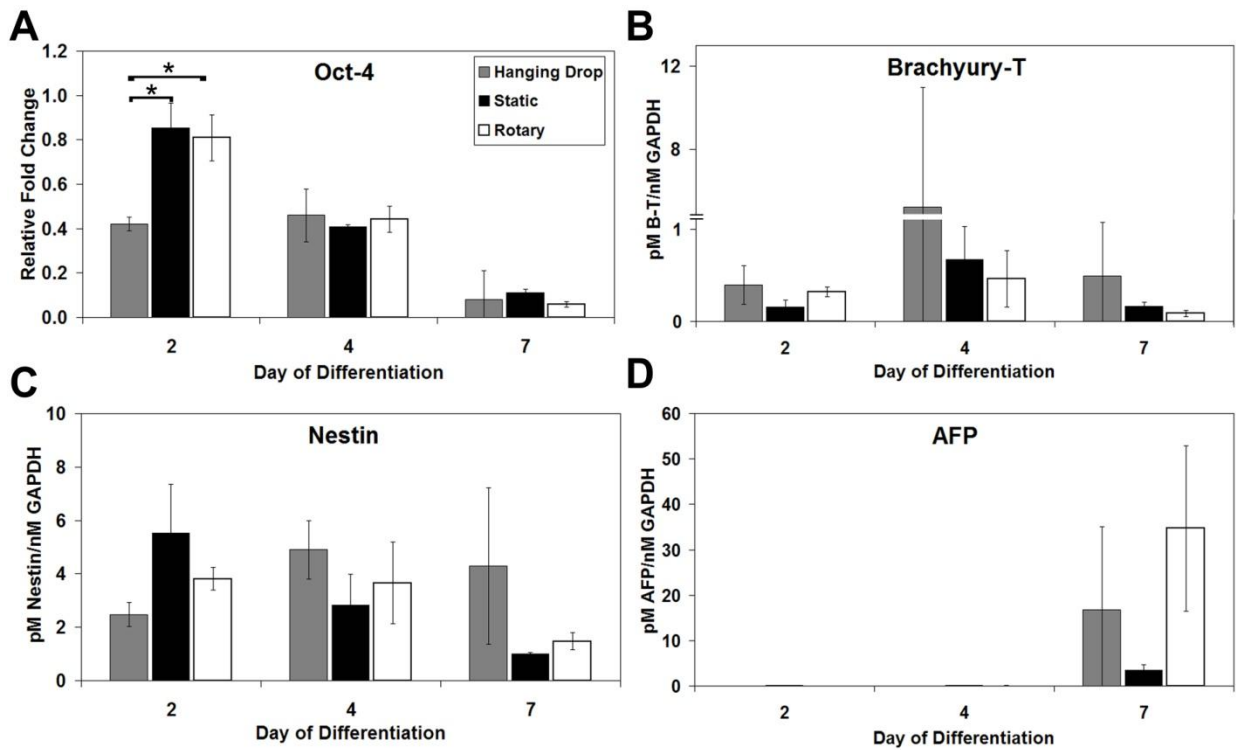 A
Oct-4
Relative Fold Change
1.2
1.0
0.8
0.6
0.4
0.2
0.0
*
*
Hanging Drop
Static
Rotary
2 4 7
Day of Differentiation
B
Brachyury-T
pM B-T/nM GAPDH
12
8
1
0
2 4 7
Day of Differentiation
C
Nestin
pM Nestin/nM GAPDH
10
8
6
4
2
0
2 4 7
Day of Differentiation
D
AFP
pM AFP/nM GAPDH
60
50
40
30
20
10
0
2 4 7
Day of Differentiation